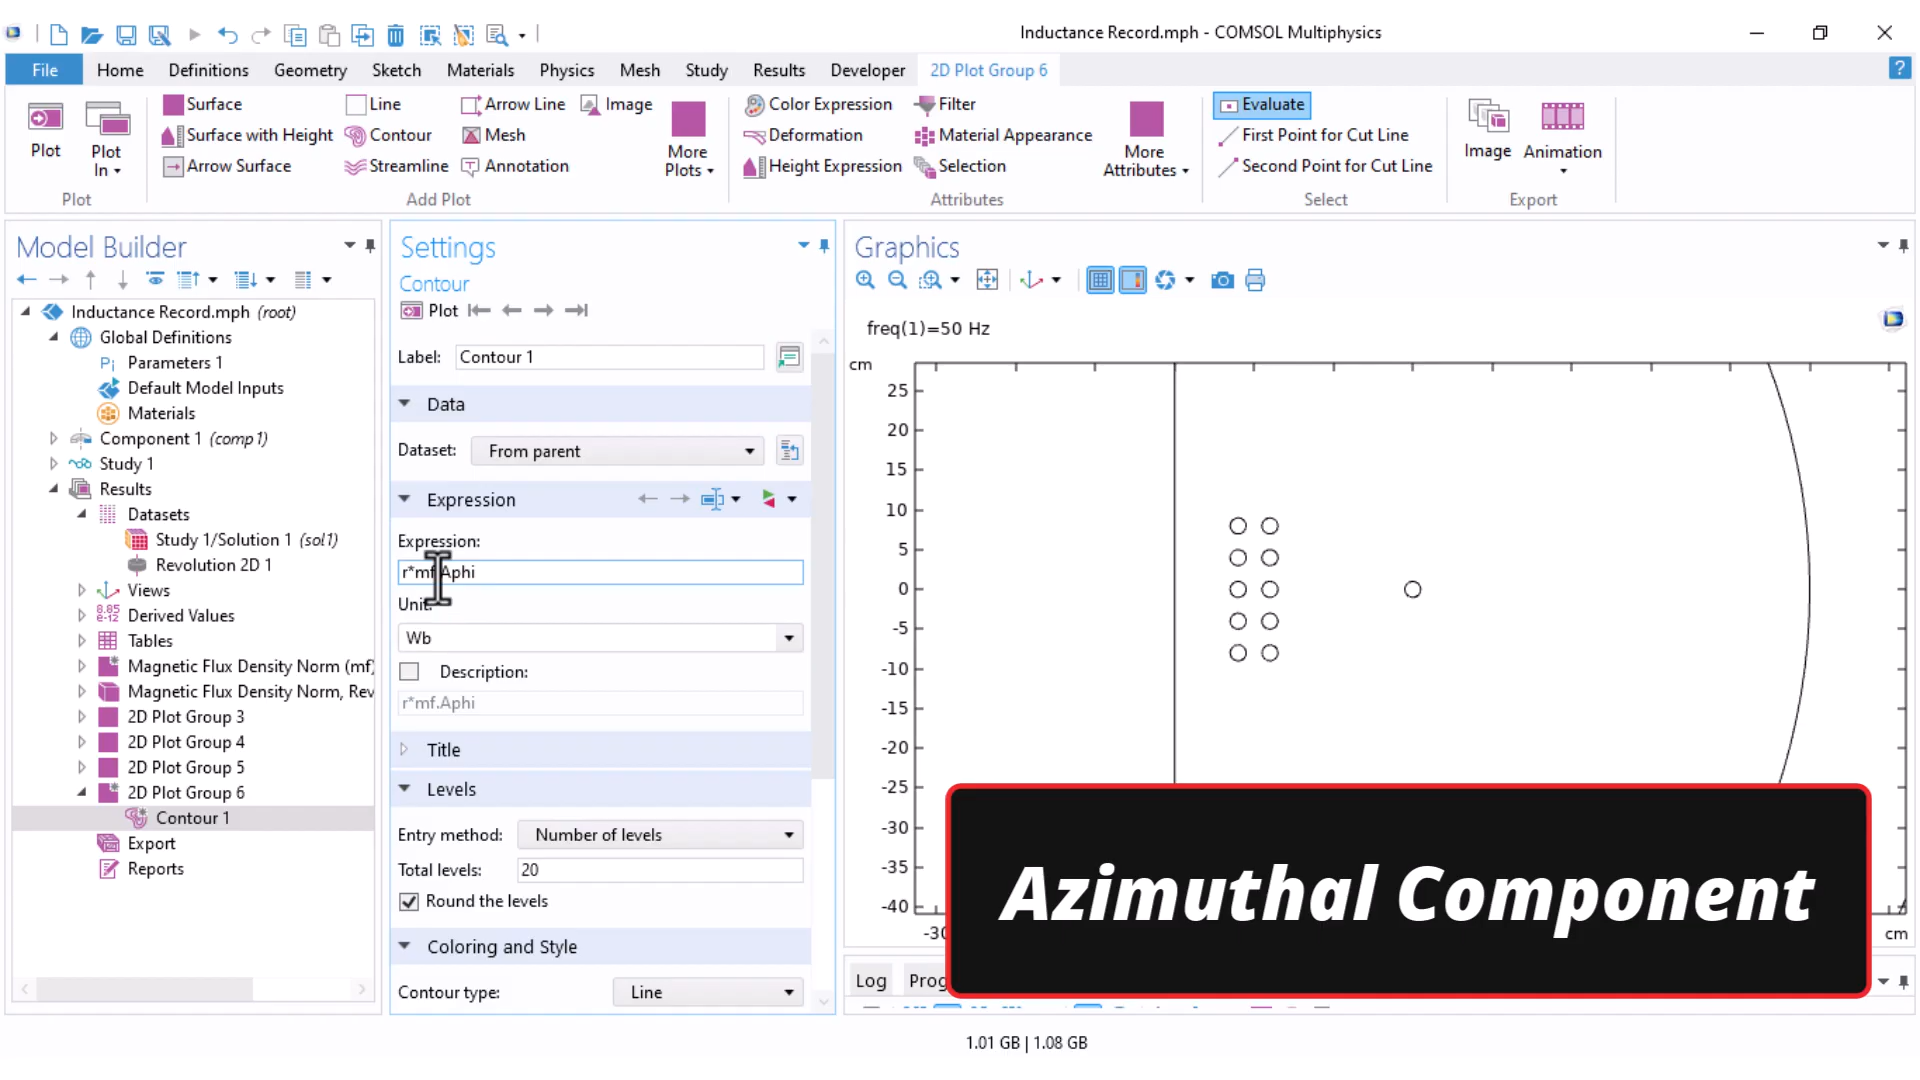 Inductance Record.mph - COMSOL Multiphysics
File Home Definitions Geometry Sketch Materials Physics Mesh Study Results Developer 2D Plot Group 6
Plot
Plot In
Plot
Surface
Surface with Height
Arrow Surface
Line
Contour
Streamline
Arrow Line
Mesh
Annotation
Image
More Plots
Add Plot
Color Expression
Deformation
Height Expression
Filter
Material Appearance
Selection
More Attributes
Attributes
Evaluate
First Point for Cut Line
Second Point for Cut Line
Select
Image
Animation
Export
Model Builder
Inductance Record.mph (root)
Global Definitions
Pi Parameters 1
Default Model Inputs
Materials
Component 1 (comp1)
Study 1
Results
Datasets
Study 1/Solution 1 (sol1)
Revolution 2D 1
Views
8.85
e-12 Derived Values
Tables
Magnetic Flux Density Norm (mf)
Magnetic Flux Density Norm, Rev
2D Plot Group 3
2D Plot Group 4
2D Plot Group 5
2D Plot Group 6
Contour 1
Export
Reports
Settings
Contour
Plot
Label: Contour 1
Data
Dataset: From parent
Expression
Expression:
r*mf.Aphi
Unit:
Wb
Description:
r*mf.Aphi
Title
Levels
Entry method: Number of levels
Total levels: 20
Round the levels
Coloring and Style
Contour type: Line
Graphics
freq(1)=50 Hz
cm
25
20
15
10
5
0
-5
-10
-15
-20
-25
-30
-35
-40
-30
cm
Azimuthal Component
Log Prog
1.01 GB | 1.08 GB
?